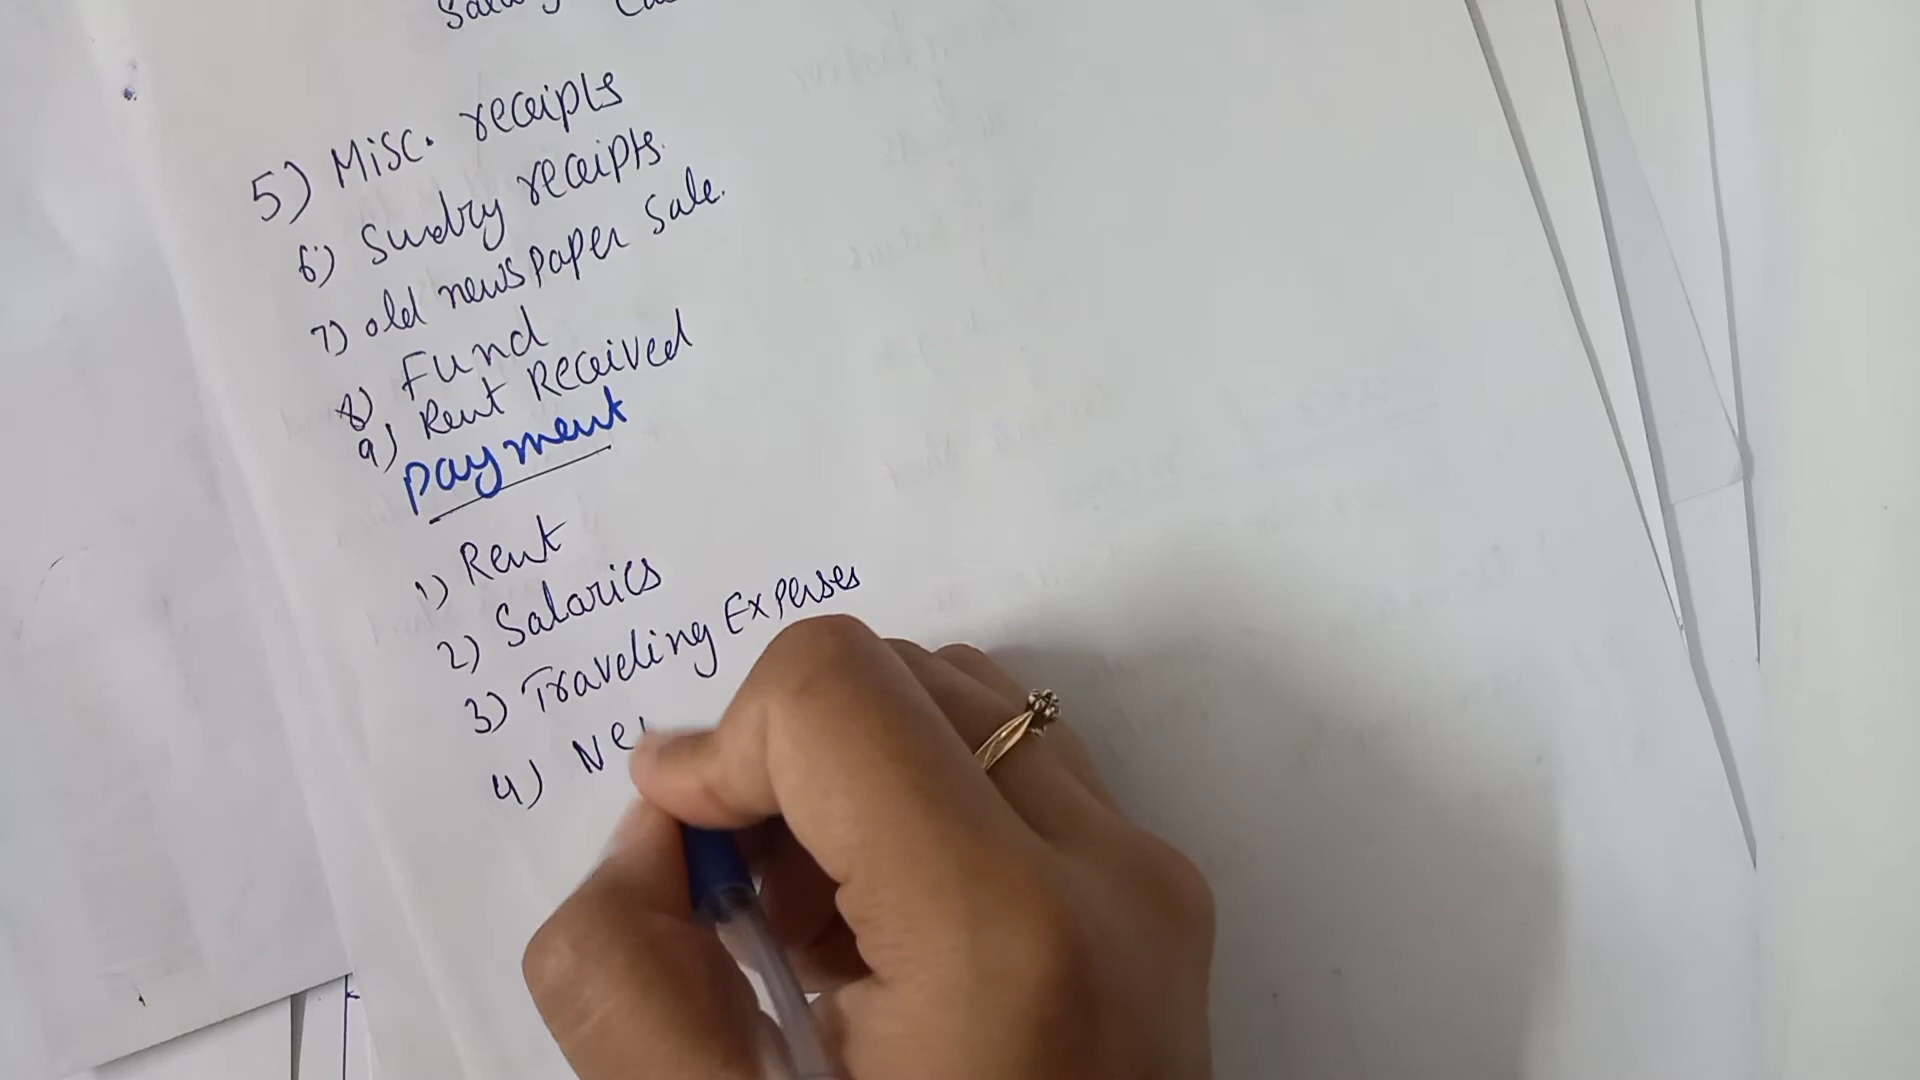 5) Misc. receipts
6) Sundry receipts.
7) old newspaper Sale.
8) Fund
9) Rent Received
Payment
1) Rent
2) Salaries
3) Traveling Expenses
4) Ne